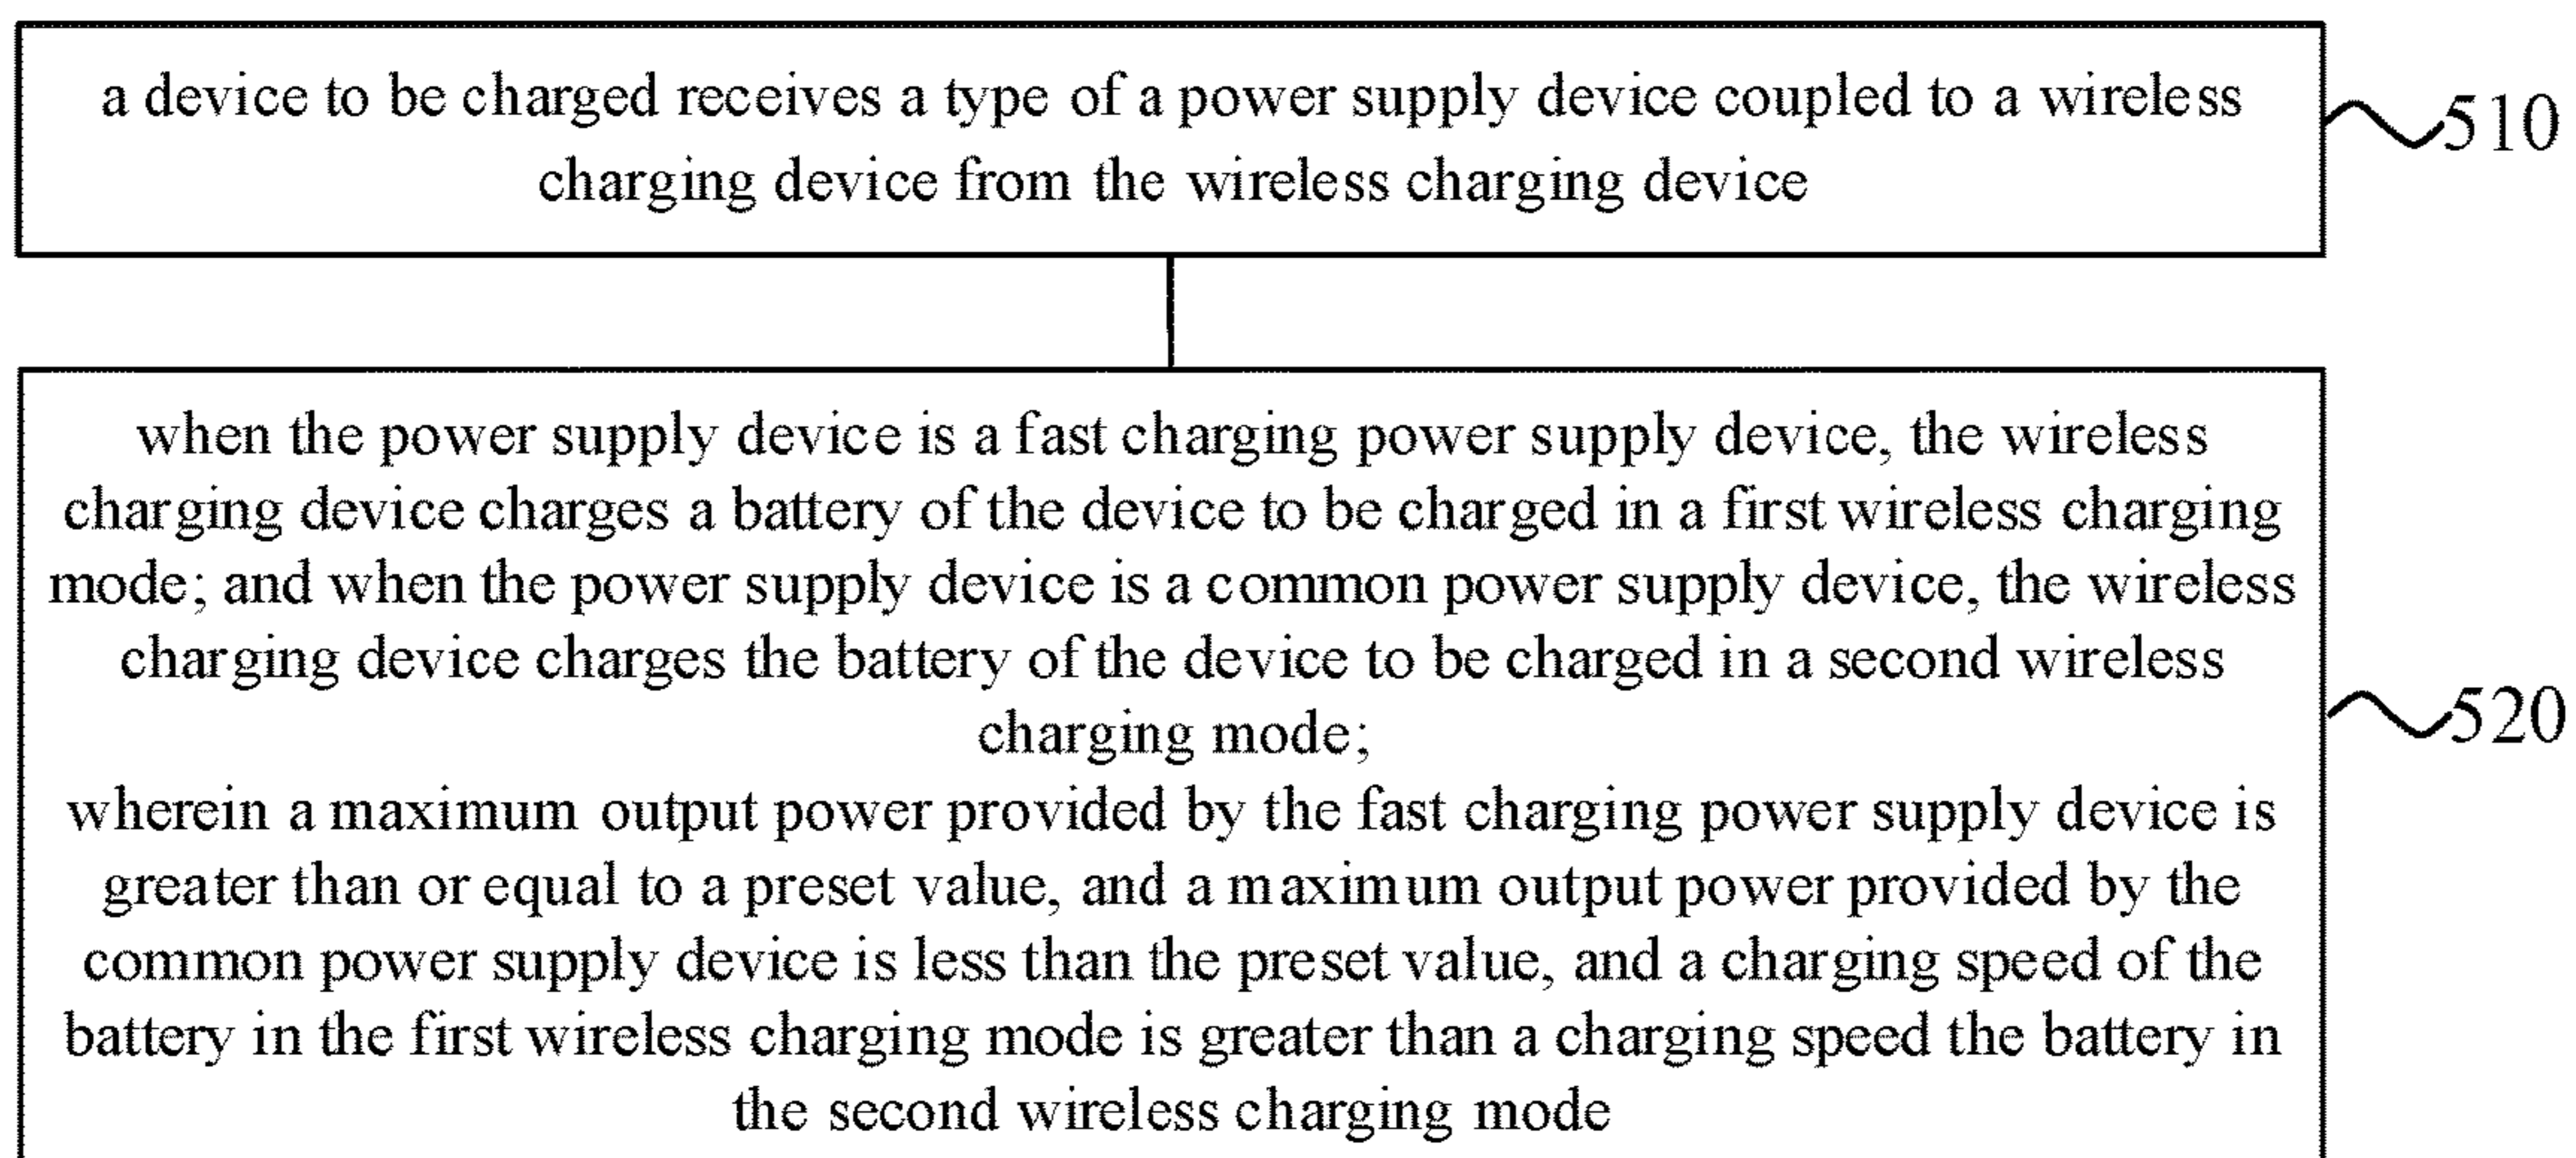 a device to be charged receives a type of a power supply device coupled to a wireless
charging device from the wireless charging device
510
when the power supply device is a fast charging power supply device, the wireless
charging device charges a battery of the device to be charged in a first wireless charging
mode; and when the power supply device is a common power supply device, the wireless
charging device charges the battery of the device to be charged in a second wireless
charging mode;
520
wherein a maximum output power provided by the fast charging power supply device is
greater than or equal to a preset value, and a maximum output power provided by the
common power supply device is less than the preset value, and a charging speed of the
battery in the first wireless charging mode is greater than a charging speed the battery in
the second wireless charging mode